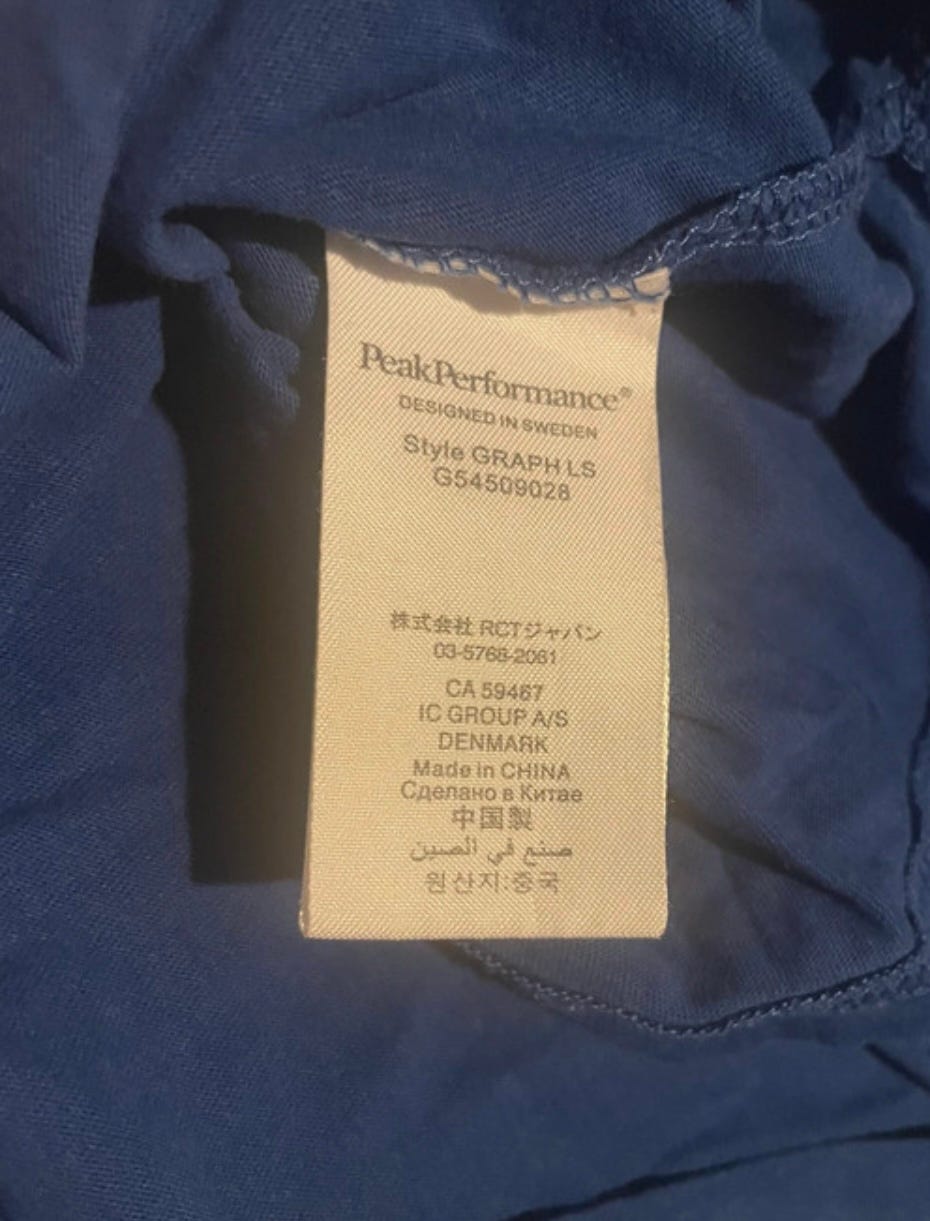 PeakPerformance®
DESIGNED IN SWEDEN
Style GRAPH LS
G54509028
株式会社 RCTジャパン
03-5768-2061
CA 59467
IC GROUP A/S
DENMARK
Made in CHINA
Сделано в Китае
中国製
صنع في الصين
원산지:중국